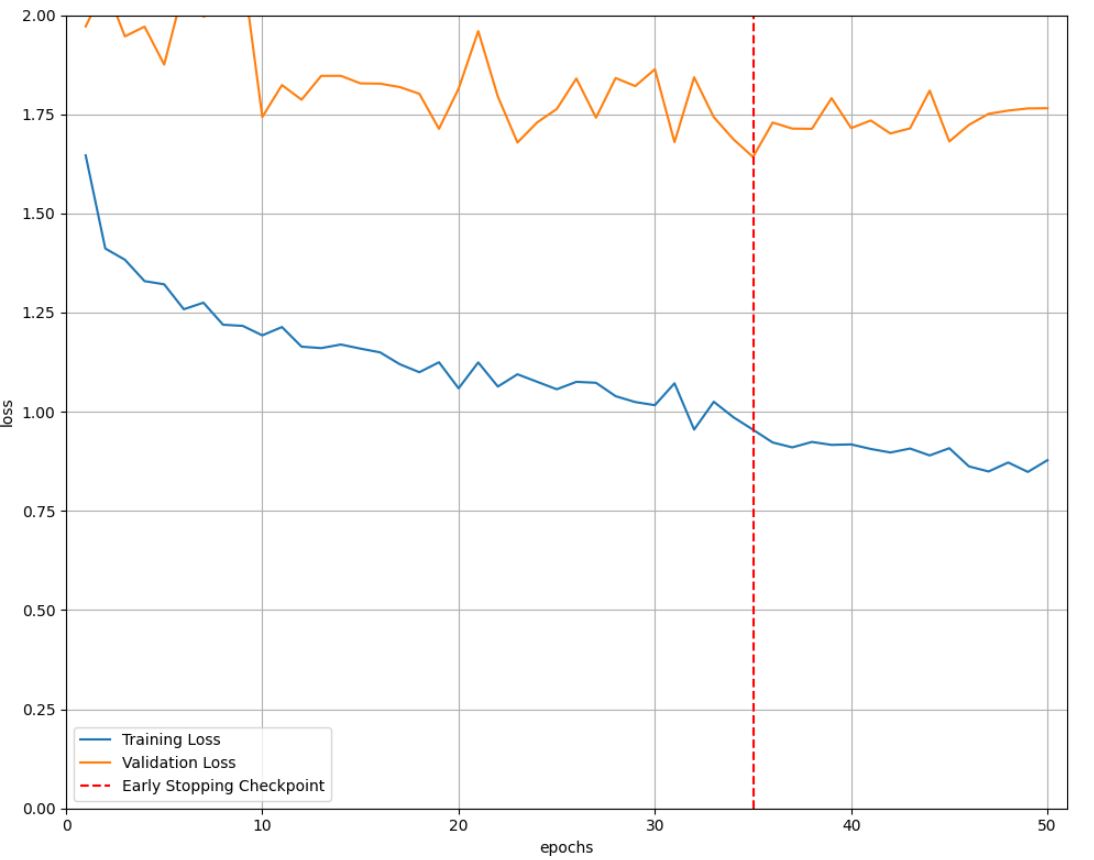 2.00
1.75
1.50
1.25
1.00
0.75
0.50
0.25
0.00
loss
Training Loss
Validation Loss
Early Stopping Checkpoint
0 10 20 30 40 50
epochs